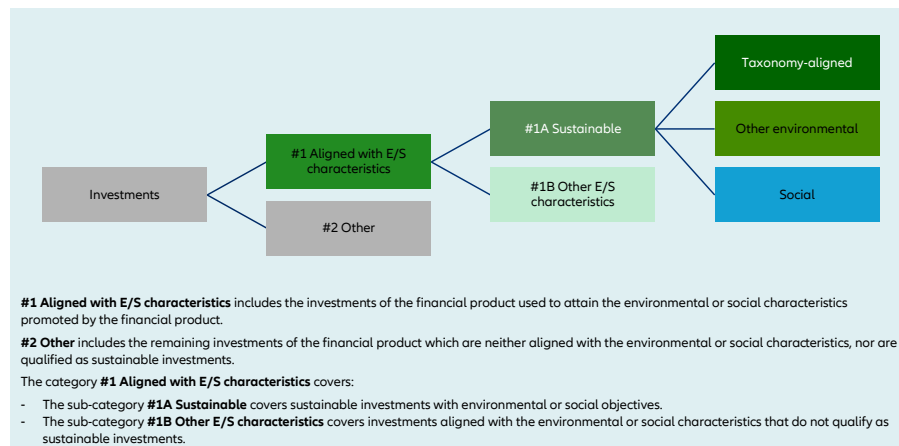 Taxonomy-aligned
#1A Sustainable
Other environmental
#1 Aligned with E/S
characteristics
#1B Other E/S
characteristics
Investments
Social
#2 Other
#1 Aligned with E/S characteristics includes the investments of the financial product used to attain the environmental or social characteristics
promoted by the financial product.
#2 Other includes the remaining investments of the financial product which are neither aligned with the environmental or social characteristics, nor are
qualified as sustainable investments.
The category #1 Aligned with E/S characteristics covers:
- The sub-category #1A Sustainable covers sustainable investments with environmental or social objectives.
- The sub-category #1B Other E/S characteristics covers investments aligned with the environmental or social characteristics that do not qualify as
sustainable investments.